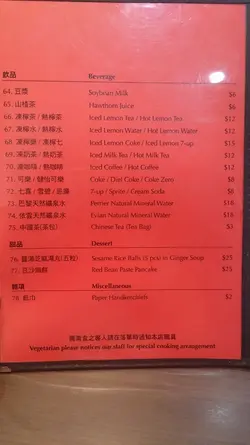 飲品 Beverage
64. 豆漿 Soybean Milk $6
65. 山楂茶 Hawthorn Juice $6
66. 凍檸茶 / 熱檸茶 Iced Lemon Tea / Hot Lemon Tea $12
67. 凍檸水 / 熱檸水 Iced Lemon Water / Hot Lemon Water $12
68. 凍檸樂 / 凍檸七 Iced Lemon Coke / Iced Lemon 7-up $15
69. 凍奶茶 / 熱奶茶 Iced Milk Tea / Hot Milk Tea $12
70. 凍咖啡 / 熱咖啡 Iced Coffee / Hot Coffee $12
71. 可樂 / 健怡可樂 Coke / Diet Coke / Coke Zero $8
72. 七喜 / 雪碧 / 忌廉 7-up / Sprite / Cream Soda $8
73. 巴黎天然礦泉水 Perrier Natural Mineral Water $18
74. 依雲天然礦泉水 Evian Natural Mineral Water $18
75. 中國茶(茶包) Chinese Tea (Tea Bag) $3
甜品 Dessert
76. 薑湯芝麻湯丸(五粒) Sesame Rice Balls (5 pcs) in Ginger Soup $25
77. 豆沙鍋餅 Fried Bean Paste Pancake $25
雜項 Miscellaneous
78. 紙巾 Paper Handkerchiefs $2
Vegetarian please notices our staff for special cooking arrangement